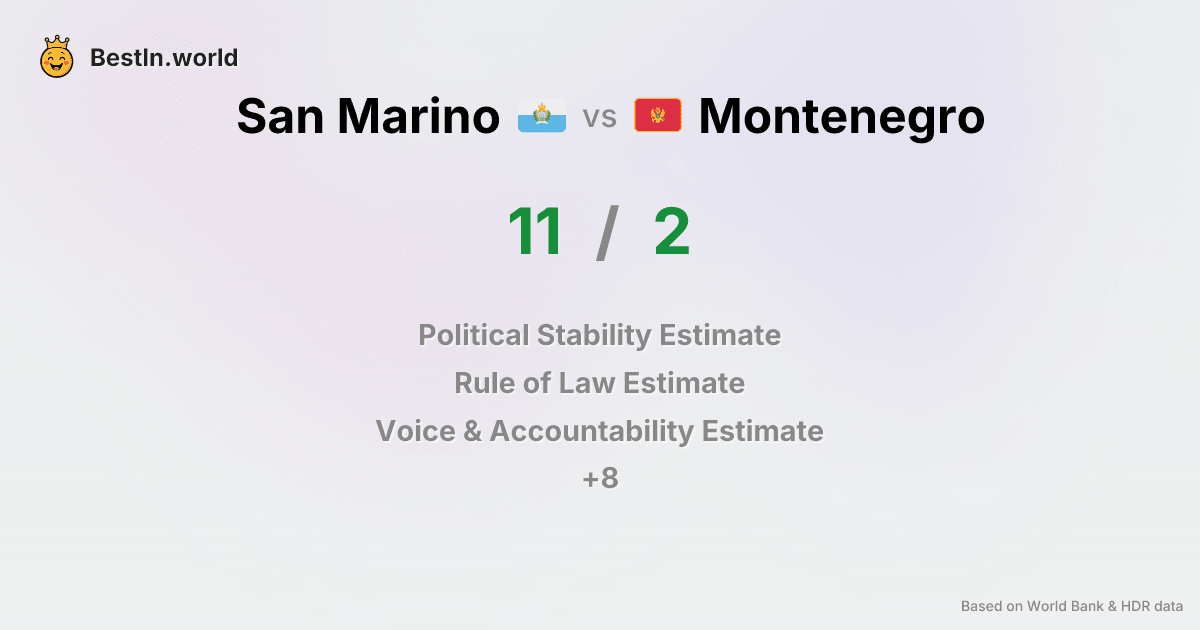 BestIn.world
San Marino vs Montenegro
11 / 2
Political Stability Estimate
Rule of Law Estimate
Voice & Accountability Estimate
+8
Based on World Bank & HDR data